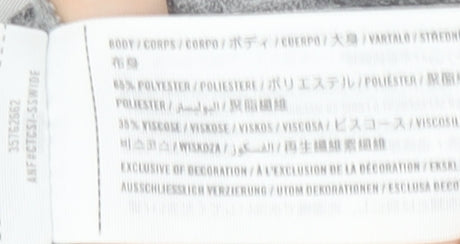 BODY / CORPS / CORPO / ボディ / CUERPO / 大身 / VARTALO /
布身
65% POLYESTER / POLIESTERE / ポリエステル / POLIÉSTER /
POLIESTER / البوليستر / 聚脂纖維
35% VISCOSE / VISKOSE / VISKOS / VISCOSA / ビスコース /
비스코스 / WISKOZA / الفسكوز / 再生纖維素纖維
EXCLUSIVE OF DECORATION / À L'EXCLUSION DE LA DÉCORATION /
AUSSCHLIESSLICH VERZIERUNG / UTOM DEKORATIONEN / ESCLUSA